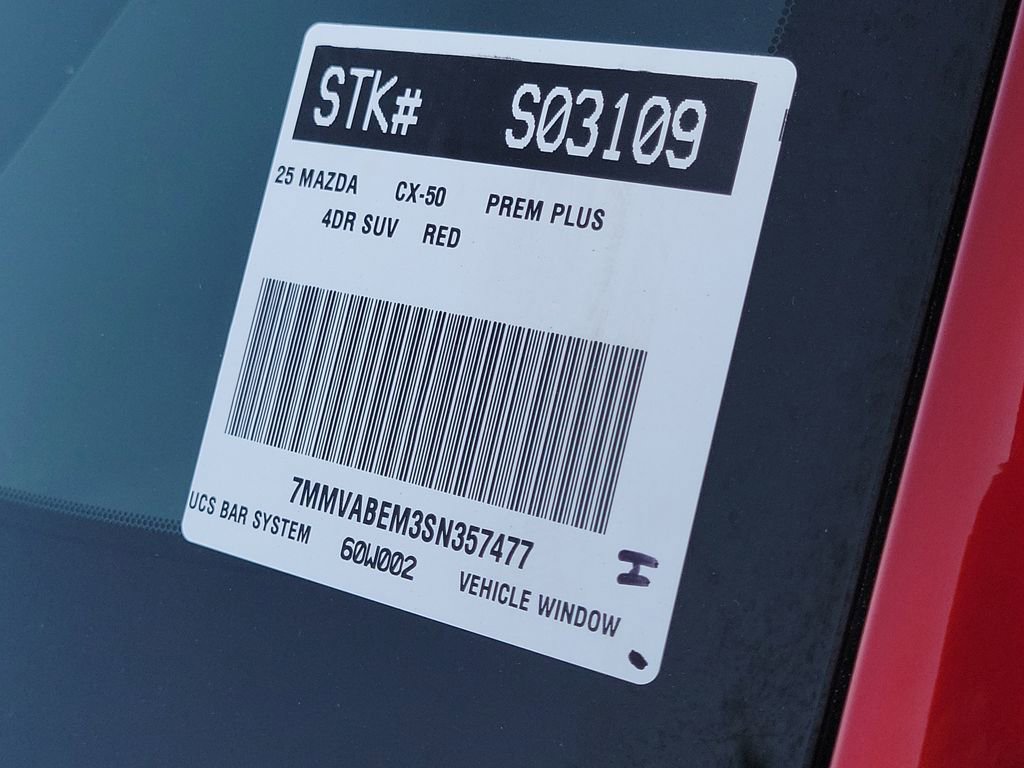 STK# S03109
25 MAZDA CX-50 PREM PLUS
4DR SUV RED
7MMVABEM3SN357477
UCS BAR SYSTEM 60W002 VEHICLE WINDOW
H